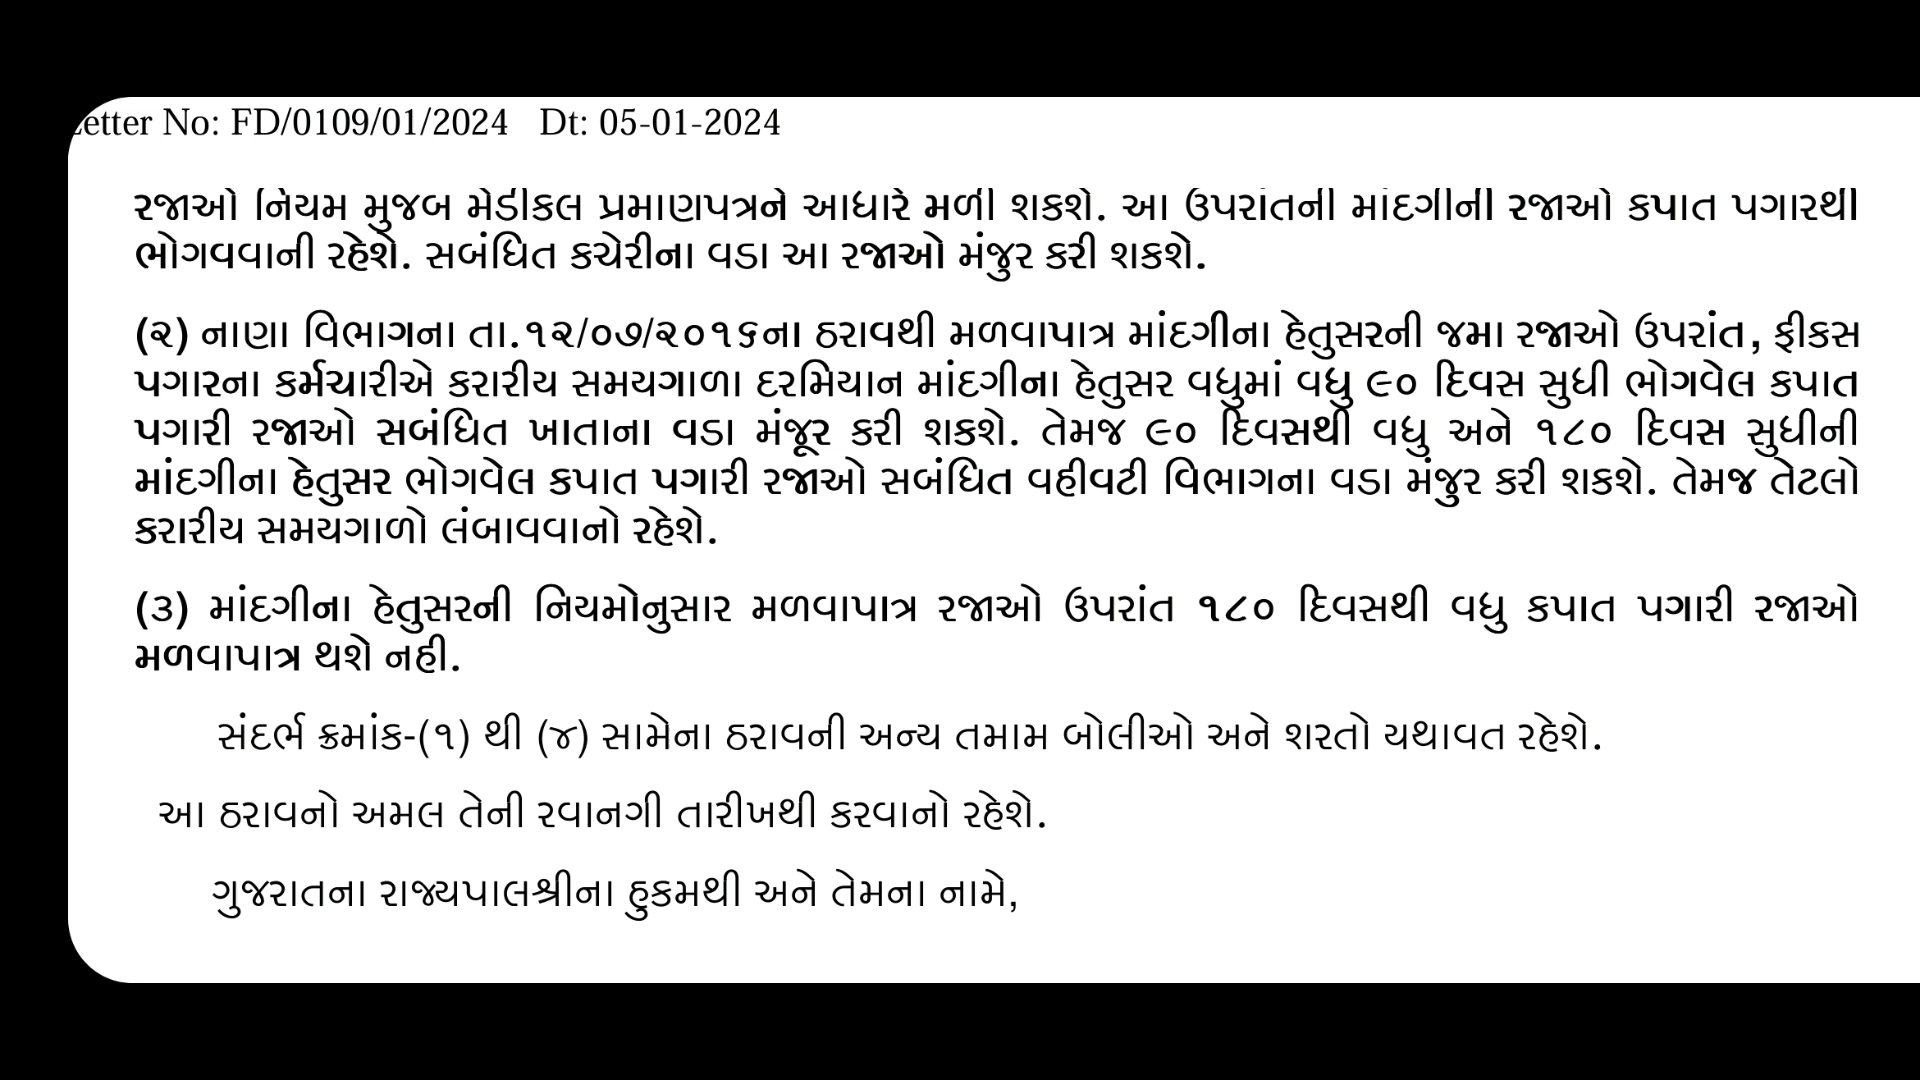 Letter No: FD/0109/01/2024 Dt: 05-01-2024
રજાઓ નિયમ મુજબ મેડીકલ પ્રમાણપત્રને આધારે મળી શકશે. આ ઉપરાંતની માંદગીની રજાઓ કપાત પગારથી
ભોગવવાની રહેશે. સબંધિત કચેરીના વડા આ રજાઓ મંજુર કરી શકશે.
(૨) નાણા વિભાગના તા.૧૨/૦૭/૨૦૧૬ના ઠરાવથી મળવાપાત્ર માંદગીના હેતુસરની જમા રજાઓ ઉપરાંત, ફીકસ
પગારના કર્મચારીએ કરારીય સમયગાળા દરમિયાન માંદગીના હેતુસર વધુમાં વધુ ૯૦ દિવસ સુધી ભોગવેલ કપાત
પગારી રજાઓ સબંધિત ખાતાના વડા મંજૂર કરી શકશે. તેમજ ૯૦ દિવસથી વધુ અને ૧૮૦ દિવસ સુધીની
માંદગીના હેતુસર ભોગવેલ કપાત પગારી રજાઓ સબંધિત વહીવટી વિભાગના વડા મંજુર કરી શકશે. તેમજ તેટલો
કરારીય સમયગાળો લંબાવવાનો રહેશે.
(૩) માંદગીના હેતુસરની નિયમોનુસાર મળવાપાત્ર રજાઓ ઉપરાંત ૧૮૦ દિવસથી વધુ કપાત પગારી રજાઓ
મળવાપાત્ર થશે નહી.
સંદર્ભ ક્રમાંક-(૧) થી (૪) સામેના ઠરાવની અન્ય તમામ બોલીઓ અને શરતો યથાવત રહેશે.
આ ઠરાવનો અમલ તેની રવાનગી તારીખથી કરવાનો રહેશે.
ગુજરાતના રાજ્યપાલશ્રીના હુકમથી અને તેમના નામે,